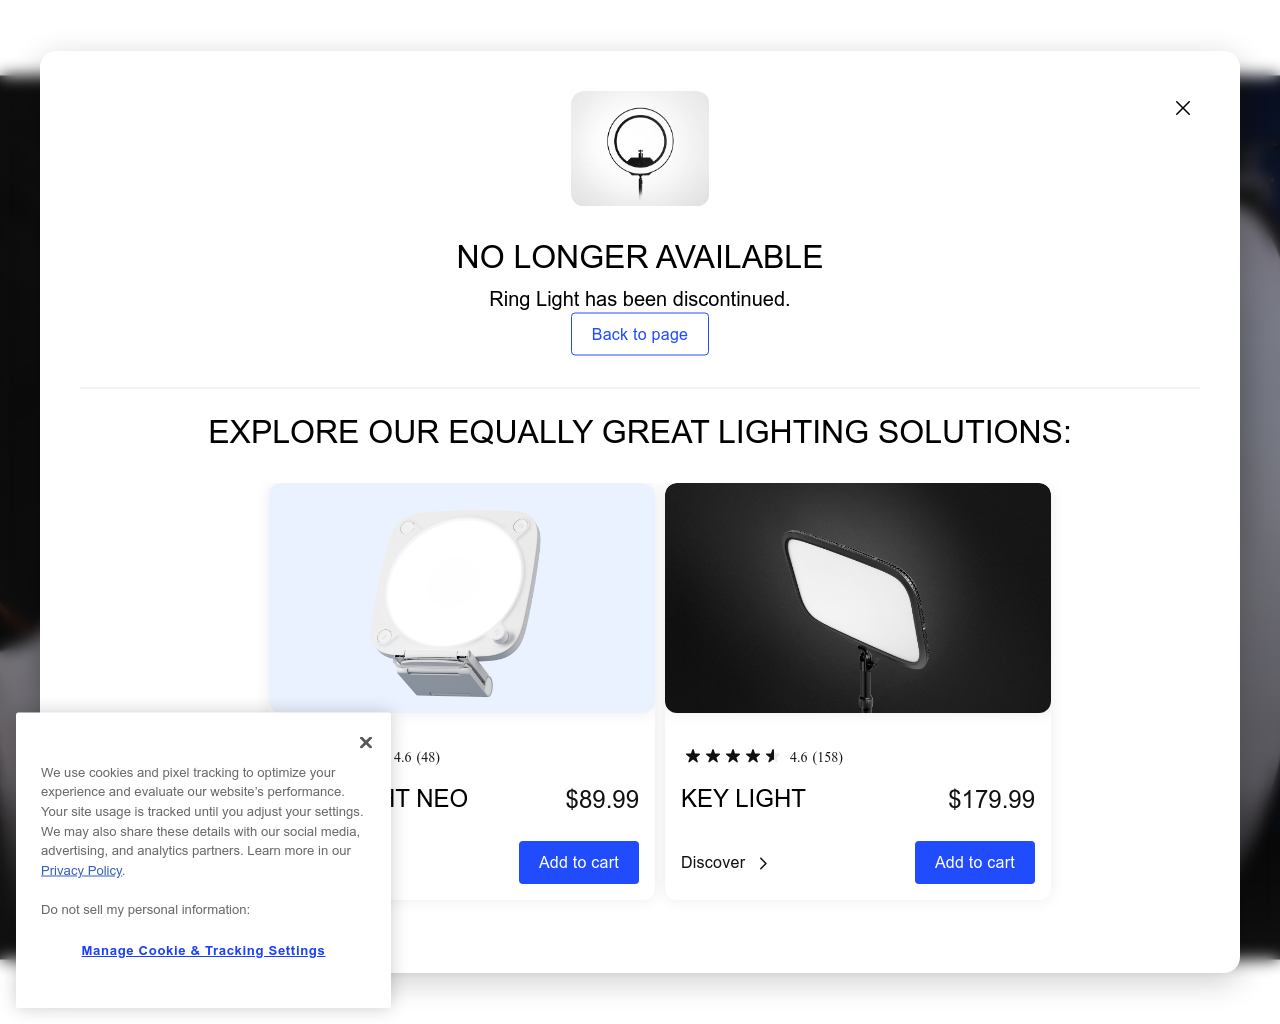 NO LONGER AVAILABLE
Ring Light has been discontinued.
Back to page
EXPLORE OUR EQUALLY GREAT LIGHTING SOLUTIONS:
4.6 (48)
NEO
$89.99
Add to cart
4.6 (158)
KEY LIGHT
$179.99
Discover
Add to cart
We use cookies and pixel tracking to optimize your
experience and evaluate our website's performance.
Your site usage is tracked until you adjust your settings.
We may also share these details with our social media,
advertising, and analytics partners. Learn more in our
Privacy Policy.
Do not sell my personal information:
Manage Cookie & Tracking Settings